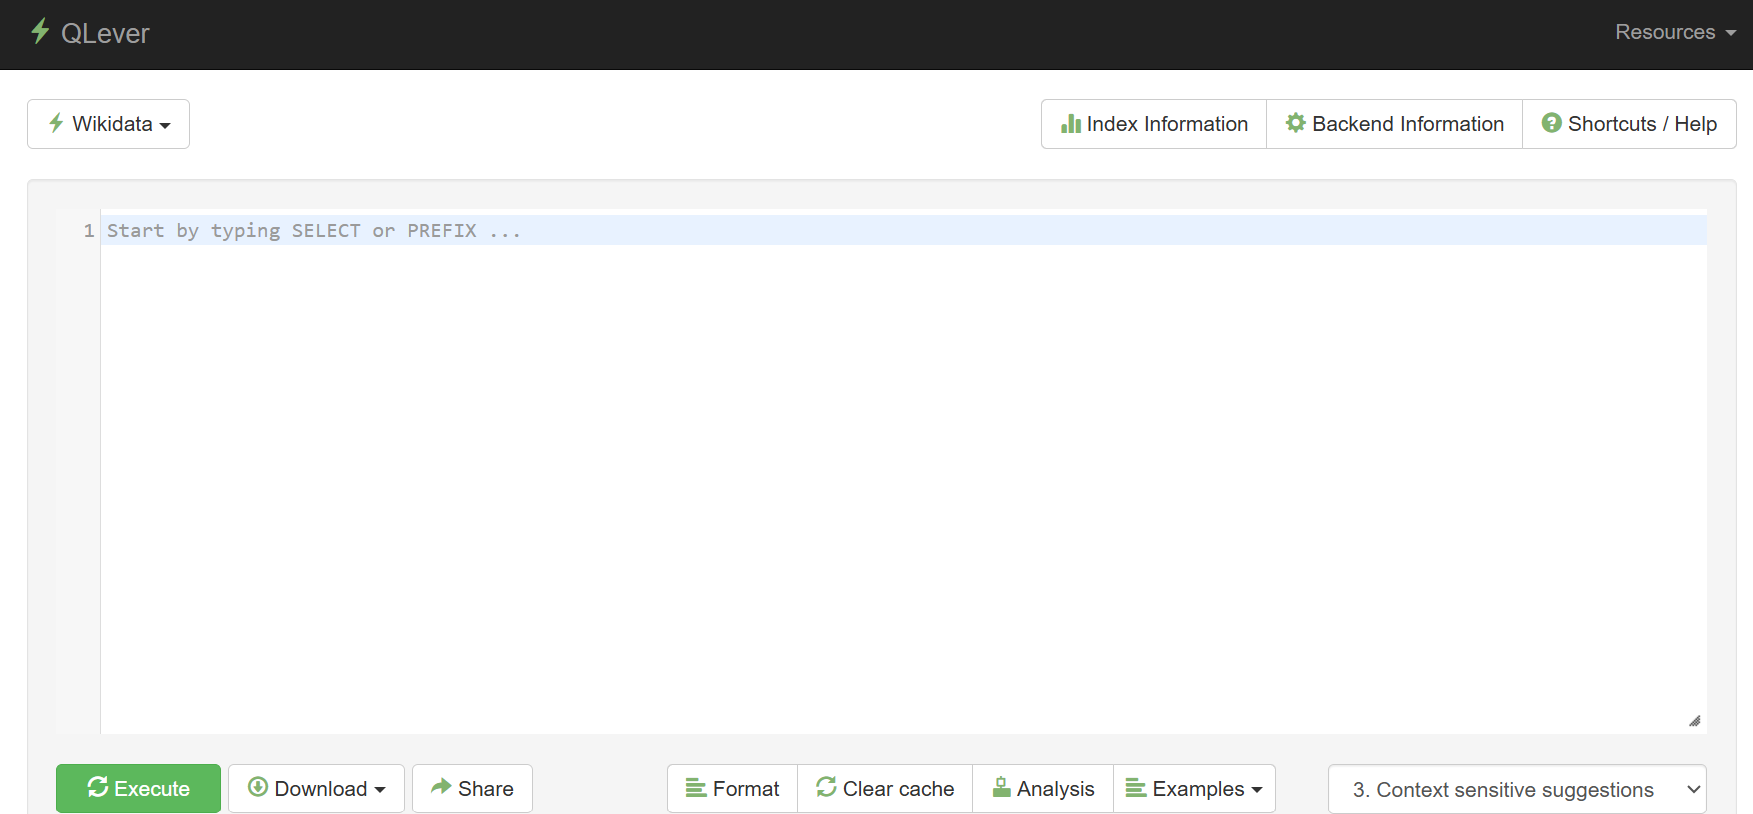 QLever
Resources
Wikidata
Index Information
Backend Information
Shortcuts / Help
1 Start by typing SELECT or PREFIX ...
Execute
Download
Share
Format
Clear cache
Analysis
Examples
3. Context sensitive suggestions